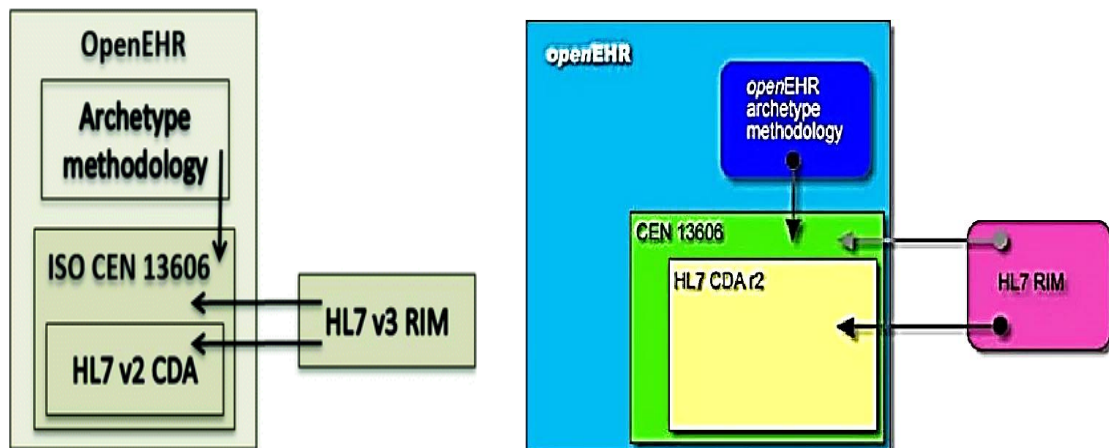 OpenEHR
Archetype
methodology
ISO CEN 13606
HL7 v2 CDA
HL7 v3 RIM
openEHR
openEHR
archetype
methodology
CEN 13606
HL7 CDA r2
HL7 RIM